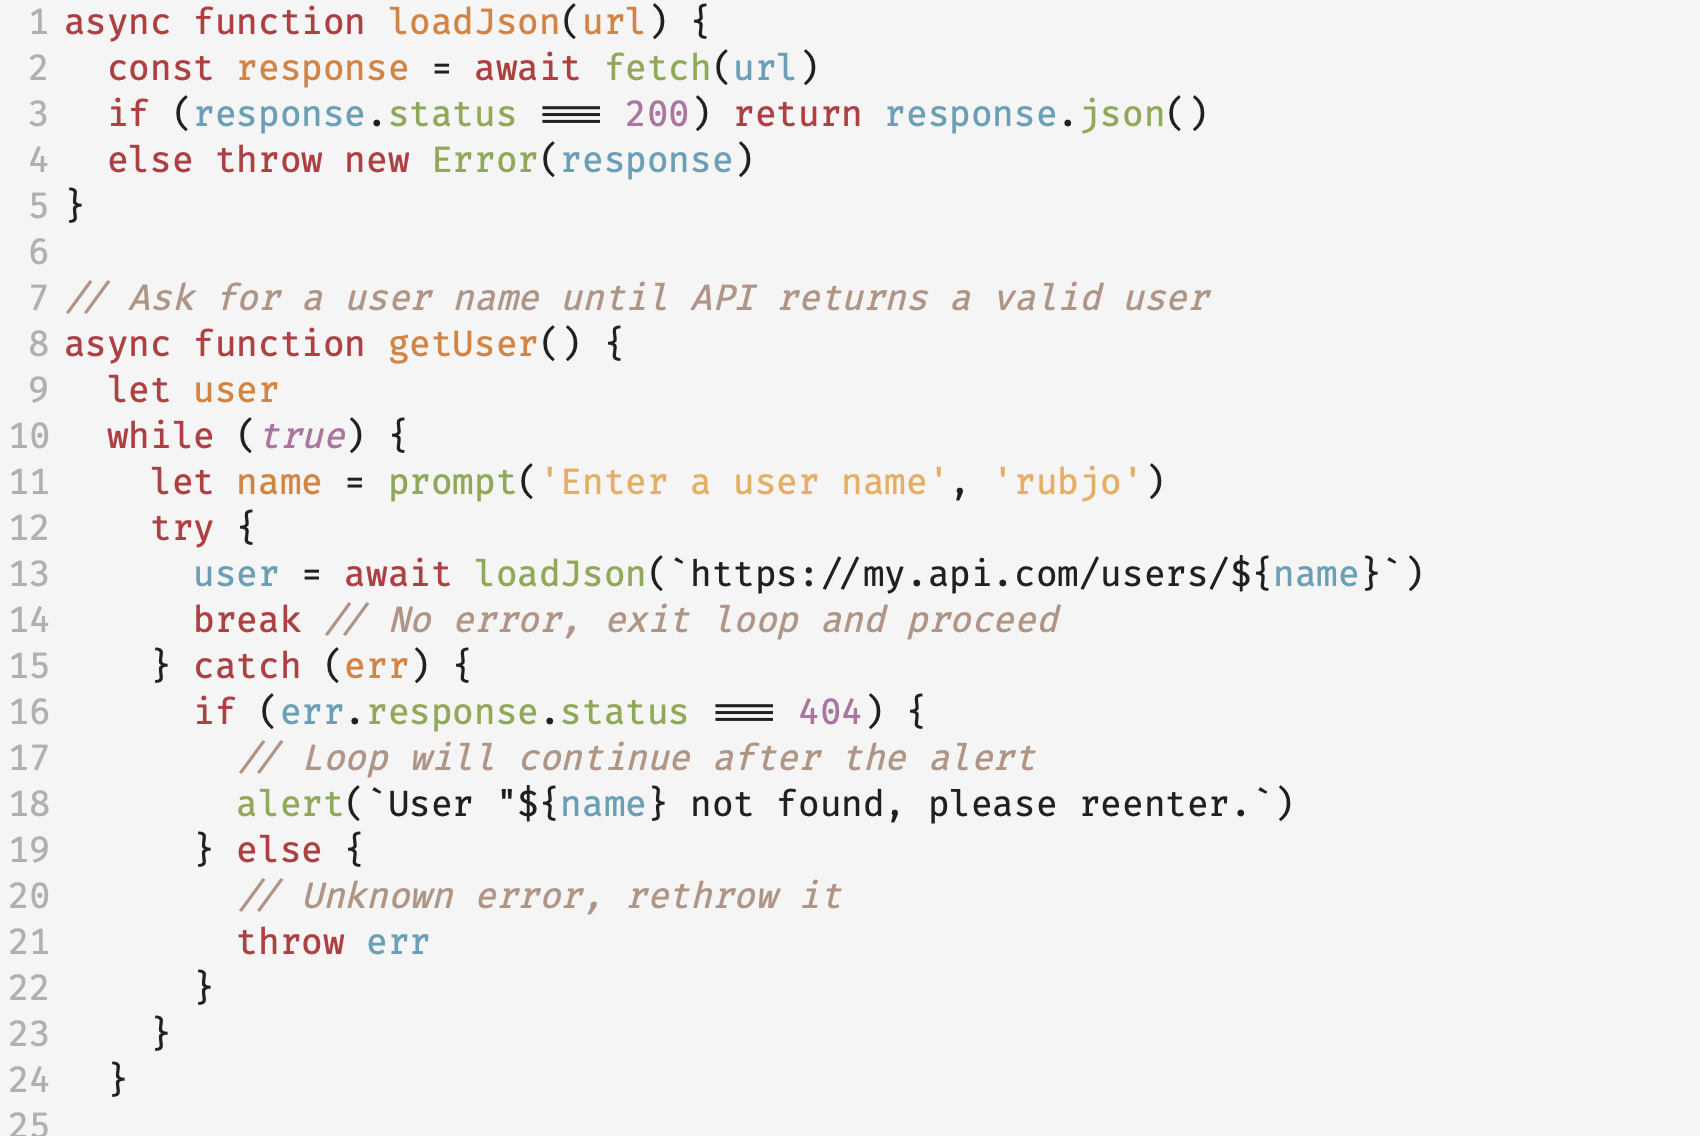 1 async function loadJson(url) {
2   const response = await fetch(url)
3   if (response.status === 200) return response.json()
4   else throw new Error(response)
5 }
6
7 // Ask for a user name until API returns a valid user
8 async function getUser() {
9   let user
10   while (true) {
11     let name = prompt('Enter a user name', 'rubjo')
12     try {
13       user = await loadJson(`https://my.api.com/users/${name}`)
14       break // No error, exit loop and proceed
15     } catch (err) {
16       if (err.response.status === 404) {
17         // Loop will continue after the alert
18         alert(`User "${name} not found, please reenter.`)
19       } else {
20         // Unknown error, rethrow it
21         throw err
22       }
23     }
24   }
25